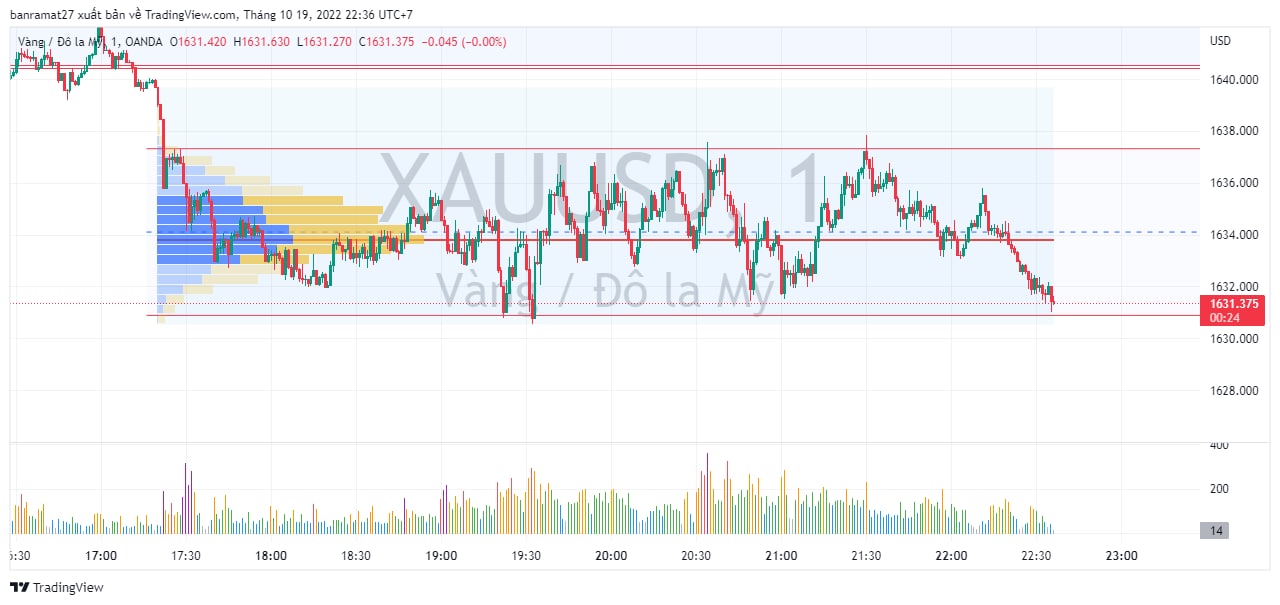 banramat27 xuất bản về TradingView.com, Tháng 10 19, 2022 22:36 UTC+7
Vàng / Đô la Mỹ, 1, OANDA O1631.420 H1631.630 L1631.270 C1631.375 −0.045 (−0.00%)
USD
1640.000
1638.000
XAUUSD, 1
1636.000
1634.000
Vàng / Đô la Mỹ
1632.000
1631.375
00:24
1630.000
1628.000
400
200
14
17:00 17:30 18:00 18:30 19:00 19:30 20:00 20:30 21:00 21:30 22:00 22:30 23:00
TradingView